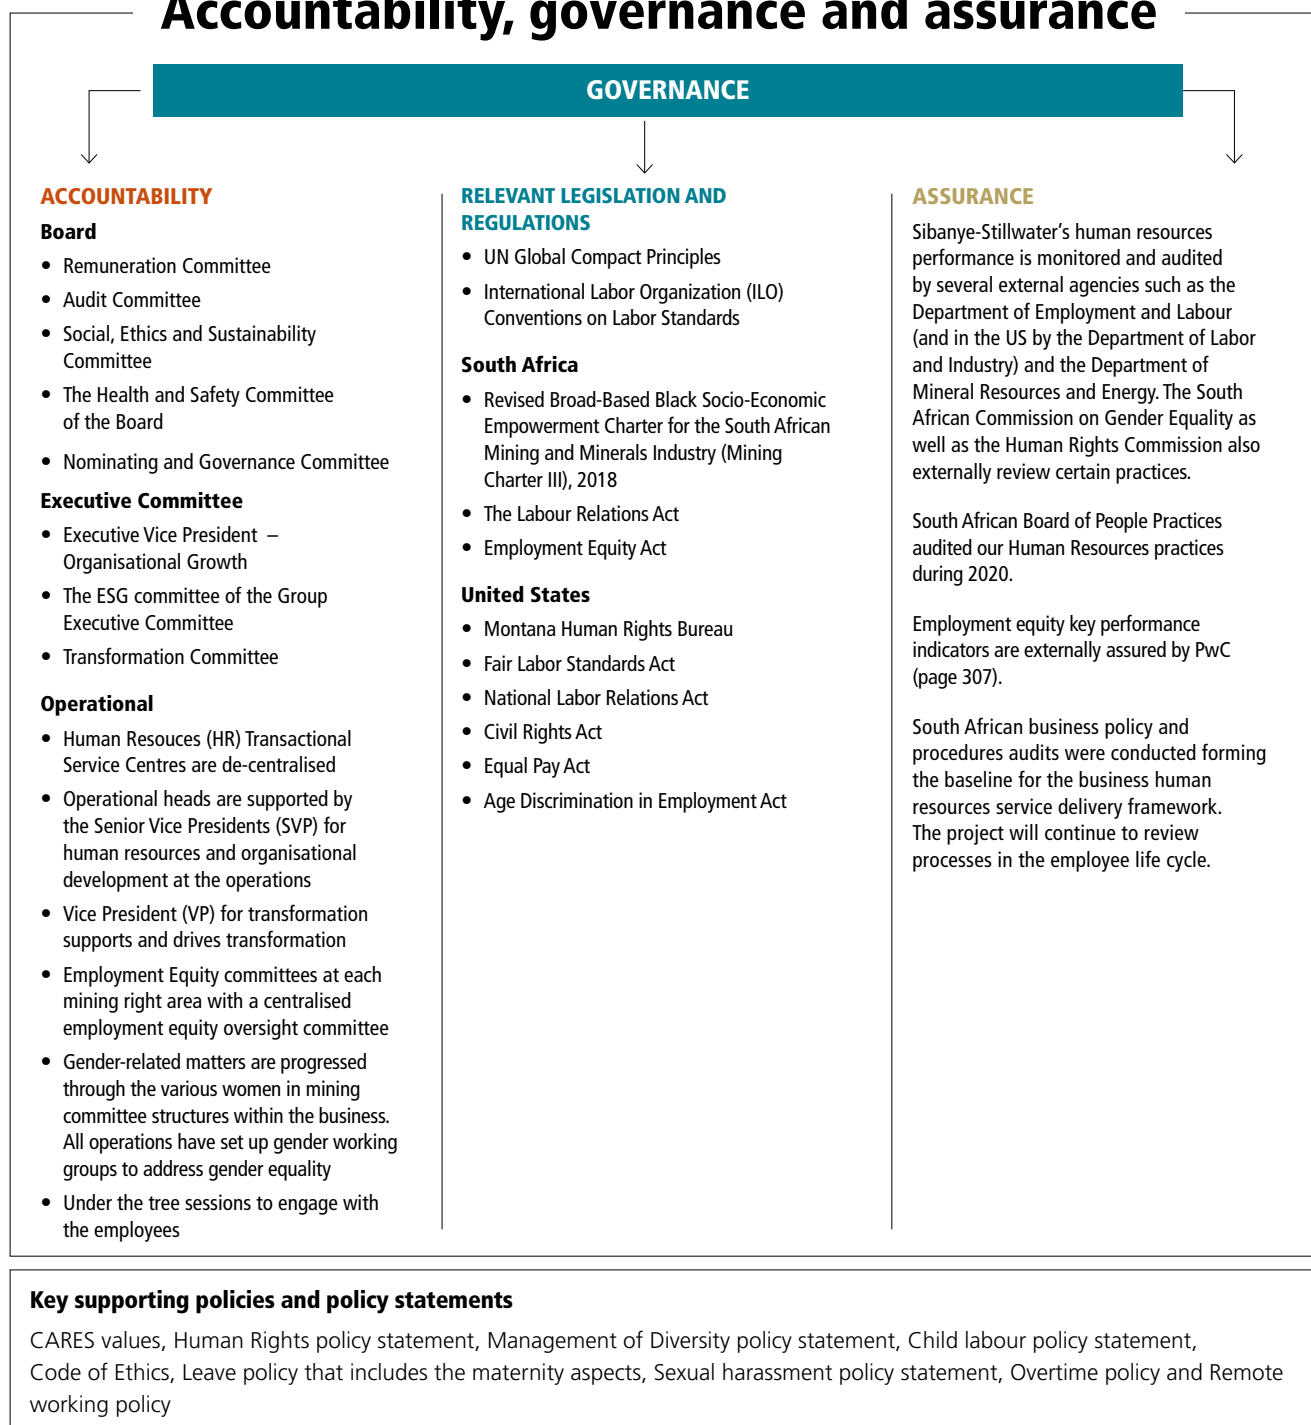 Accountability, governance and assurance
GOVERNANCE
ACCOUNTABILITY
Board
• Remuneration Committee
• Audit Committee
• Social, Ethics and Sustainability
Committee
• The Health and Safety Committee
of the Board
• Nominating and Governance Committee
Executive Committee
• Executive Vice President –
Organisational Growth
• The ESG committee of the Group
Executive Committee
• Transformation Committee
Operational
• Human Resouces (HR) Transactional
Service Centres are de-centralised
• Operational heads are supported by
the Senior Vice Presidents (SVP) for
human resources and organisational
development at the operations
• Vice President (VP) for transformation
supports and drives transformation
• Employment Equity committees at each
mining right area with a centralised
employment equity oversight committee
• Gender-related matters are progressed
through the various women in mining
committee structures within the business.
All operations have set up gender working
groups to address gender equality
• Under the tree sessions to engage with
the employees
RELEVANT LEGISLATION AND
REGULATIONS
• UN Global Compact Principles
• International Labor Organization (ILO)
Conventions on Labor Standards
South Africa
• Revised Broad-Based Black Socio-Economic
Empowerment Charter for the South African
Mining and Minerals Industry (Mining
Charter III), 2018
• The Labour Relations Act
• Employment Equity Act
United States
• Montana Human Rights Bureau
• Fair Labor Standards Act
• National Labor Relations Act
• Civil Rights Act
• Equal Pay Act
• Age Discrimination in Employment Act
ASSURANCE
Sibanye-Stillwater's human resources
performance is monitored and audited
by several external agencies such as the
Department of Employment and Labour
(and in the US by the Department of Labor
and Industry) and the Department of
Mineral Resources and Energy. The South
African Commission on Gender Equality as
well as the Human Rights Commission also
externally review certain practices.
South African Board of People Practices
audited our Human Resources practices
during 2020.
Employment equity key performance
indicators are externally assured by PwC
(page 307).
South African business policy and
procedures audits were conducted forming
the baseline for the business human
resources service delivery framework.
The project will continue to review
processes in the employee life cycle.
Key supporting policies and policy statements
CARES values, Human Rights policy statement, Management of Diversity policy statement, Child labour policy statement,
Code of Ethics, Leave policy that includes the maternity aspects, Sexual harassment policy statement, Overtime policy and Remote
working policy